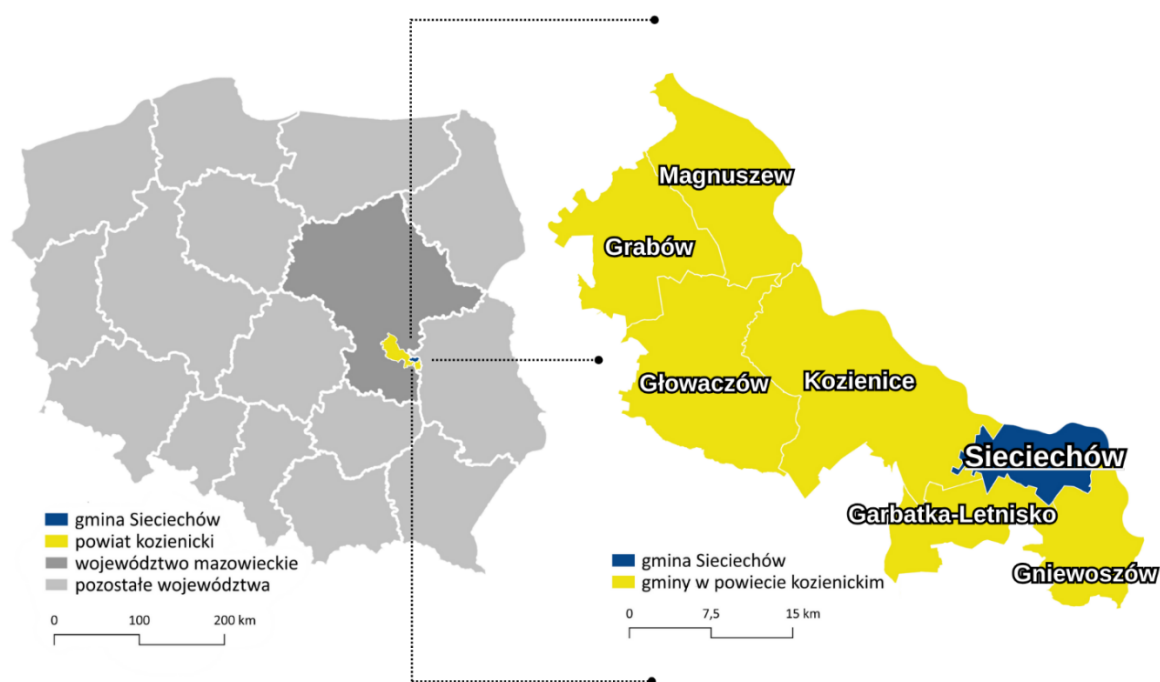 Magnuszew
Grabów
Głowaczów
Kozienice
Sieciechów
Garbatka-Letnisko
Gniewoszów
gmina Sieciechów
powiat kozienicki
województwo mazowieckie
pozostałe województwa
0 100 200 km
gmina Sieciechów
gminy w powiecie kozienickim
0 7,5 15 km